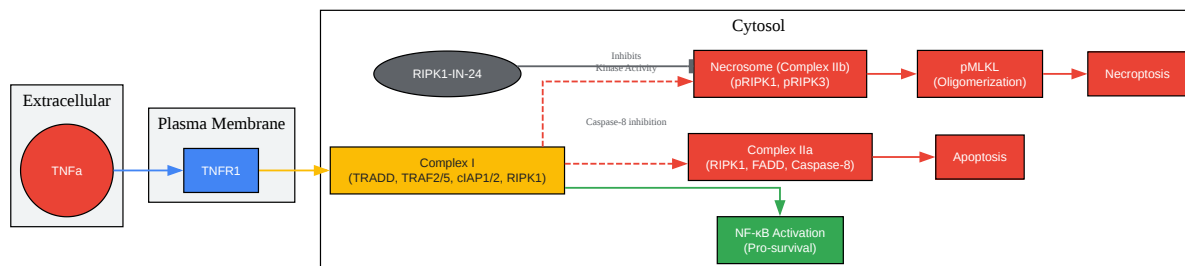 Cytosol
Extracellular
TNFa
Plasma Membrane
TNFR1
RIPK1-IN-24
Inhibits
Kinase Activity
Necrosome (Complex IIb)
(pRIPK1, pRIPK3)
pMLKL
(Oligomerization)
Necroptosis
Caspase-8 inhibition
Complex I
(TRADD, TRAF2/5, cIAP1/2, RIPK1)
Complex IIa
(RIPK1, FADD, Caspase-8)
Apoptosis
NF-κB Activation
(Pro-survival)